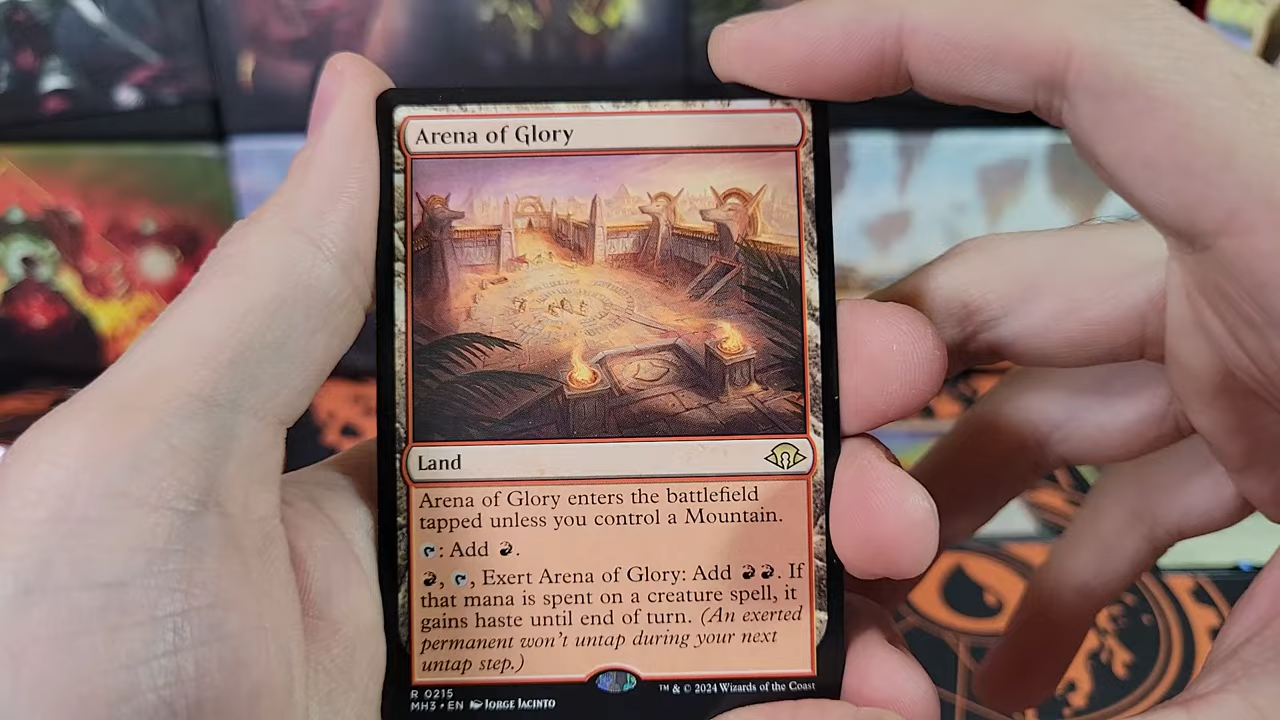 Arena of Glory
Land
Arena of Glory enters the battlefield
tapped unless you control a Mountain.
: Add .
, , Exert Arena of Glory: Add . If
that mana is spent on a creature spell, it
gains haste until end of turn. (An exerted
permanent won't untap during your next
untap step.)
R 0215
MH3 • EN JORGE JACINTO
™ & © 2024 Wizards of the Coast